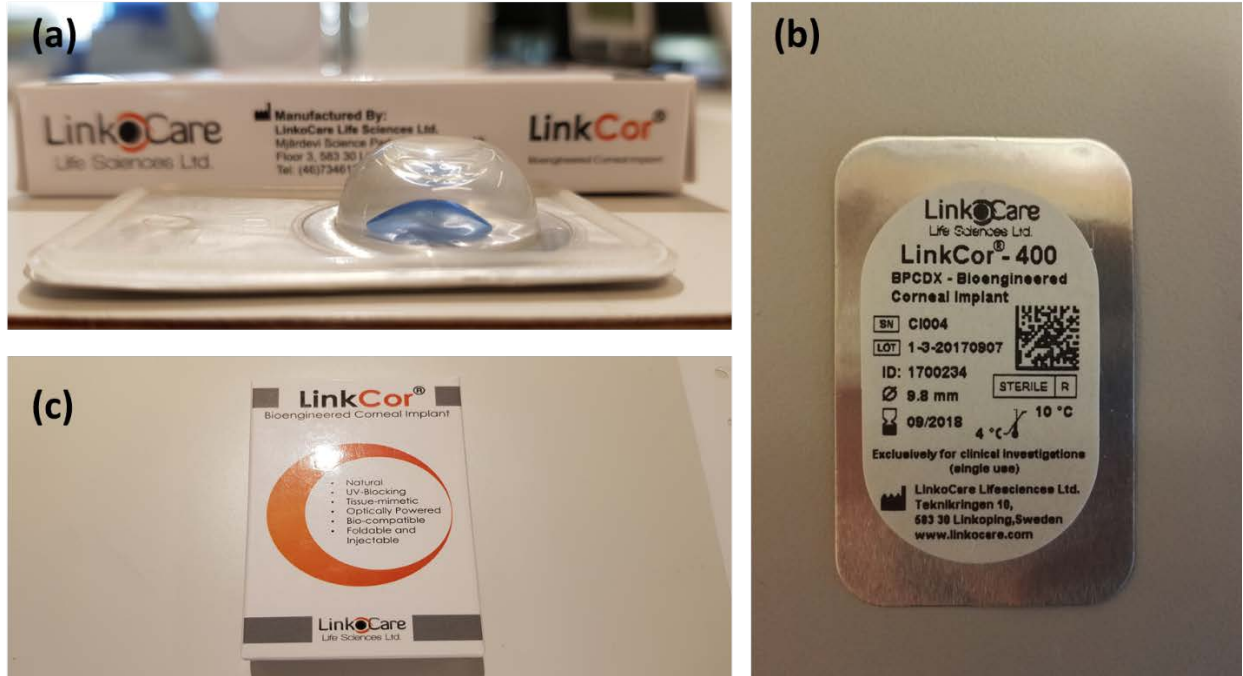 (a)
LinkoCare
Life Sciences Ltd.
Manufactured By:
LinkoCare Life Sciences Ltd.
Mjärdevi Science
Floor 3, 583 30
Tel: (46)7346
LinkCor®
Bioengineered Corneal Implant
(b)
LinkoCare
Life Sciences Ltd.
LinkCor®- 400
BPCDX - Bioengineered
Corneal Implant
SN CI004
LOT 1-3-20170907
ID: 1700234
STERILE R
Ø 9.8 mm
09/2018
4 °C 10 °C
Exclusively for clinical investigations
(single use)
LinkoCare Lifesciences Ltd.
Teknikringen 10,
583 30 Linkoping,Sweden
www.linkocare.com
(c)
LinkCor®
Bioengineered Corneal Implant
• Natural
• UV-Blocking
• Tissue-mimetic
• Optically Powered
• Bio-compatible
• Foldable and
Injectable
LinkoCare
Life Sciences Ltd.